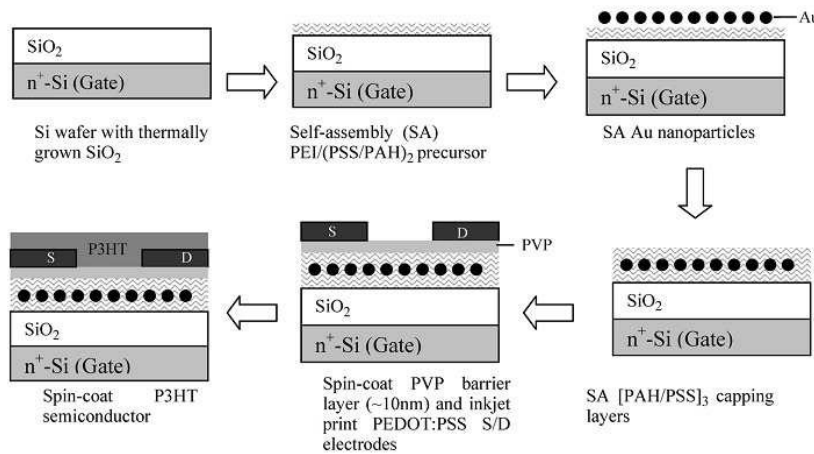 SiO2
n+-Si (Gate)
Si wafer with thermally
grown SiO2
SiO2
n+-Si (Gate)
Self-assembly (SA)
PEI/(PSS/PAH)2 precursor
Au
SiO2
n+-Si (Gate)
SA Au nanoparticles
SiO2
n+-Si (Gate)
SA [PAH/PSS]3 capping
layers
S
D
PVP
SiO2
n+-Si (Gate)
Spin-coat PVP barrier
layer (~10nm) and inkjet
print PEDOT:PSS S/D
electrodes
P3HT
S
D
SiO2
n+-Si (Gate)
Spin-coat P3HT
semiconductor